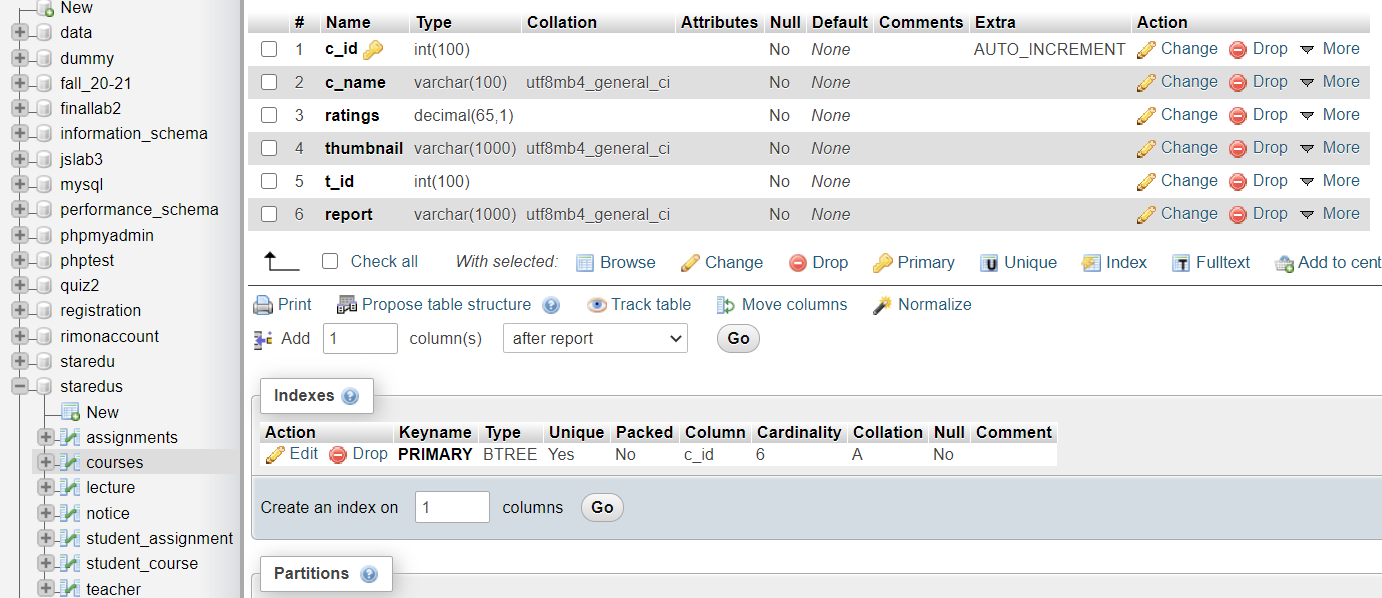 New
data
dummy
fall_20-21
finallab2
information_schema
jslab3
mysql
performance_schema
phpmyadmin
phptest
quiz2
registration
rimonaccount
staredu
staredus
New
assignments
courses
lecture
notice
student_assignment
student_course
teacher
# Name Type Collation Attributes Null Default Comments Extra Action
1 c_id int(100) No None AUTO_INCREMENT Change Drop More
2 c_name varchar(100) utf8mb4_general_ci No None Change Drop More
3 ratings decimal(65,1) No None Change Drop More
4 thumbnail varchar(1000) utf8mb4_general_ci No None Change Drop More
5 t_id int(100) No None Change Drop More
6 report varchar(1000) utf8mb4_general_ci No None Change Drop More
Check all With selected: Browse Change Drop Primary U Unique Index T Fulltext Add to cent
Print Propose table structure ? Track table Move columns Normalize
Add 1 column(s) after report Go
Indexes ?
Action Keyname Type Unique Packed Column Cardinality Collation Null Comment
Edit Drop PRIMARY BTREE Yes No c_id 6 A No
Create an index on 1 columns Go
Partitions ?